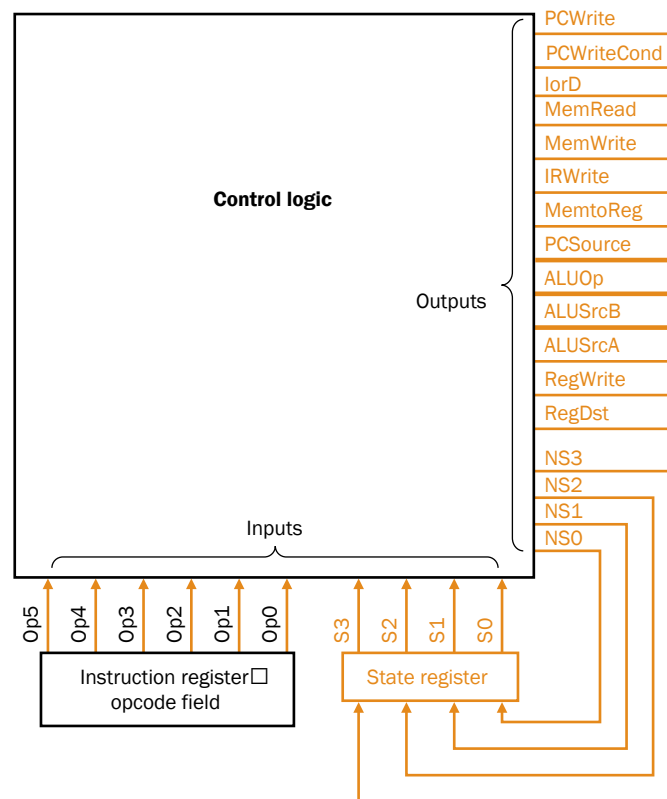 PCWrite
PCWriteCond
IorD
MemRead
MemWrite
IRWrite
Control logic
MemtoReg
PCSource
ALUOp
Outputs
ALUSrcB
ALUSrcA
RegWrite
RegDst
NS3
NS2
NS1
Inputs
NS0
Op5
Op4
Op3
Op2
Op1
Op0
S3
S2
S1
S0
Instruction register□
opcode field
State register